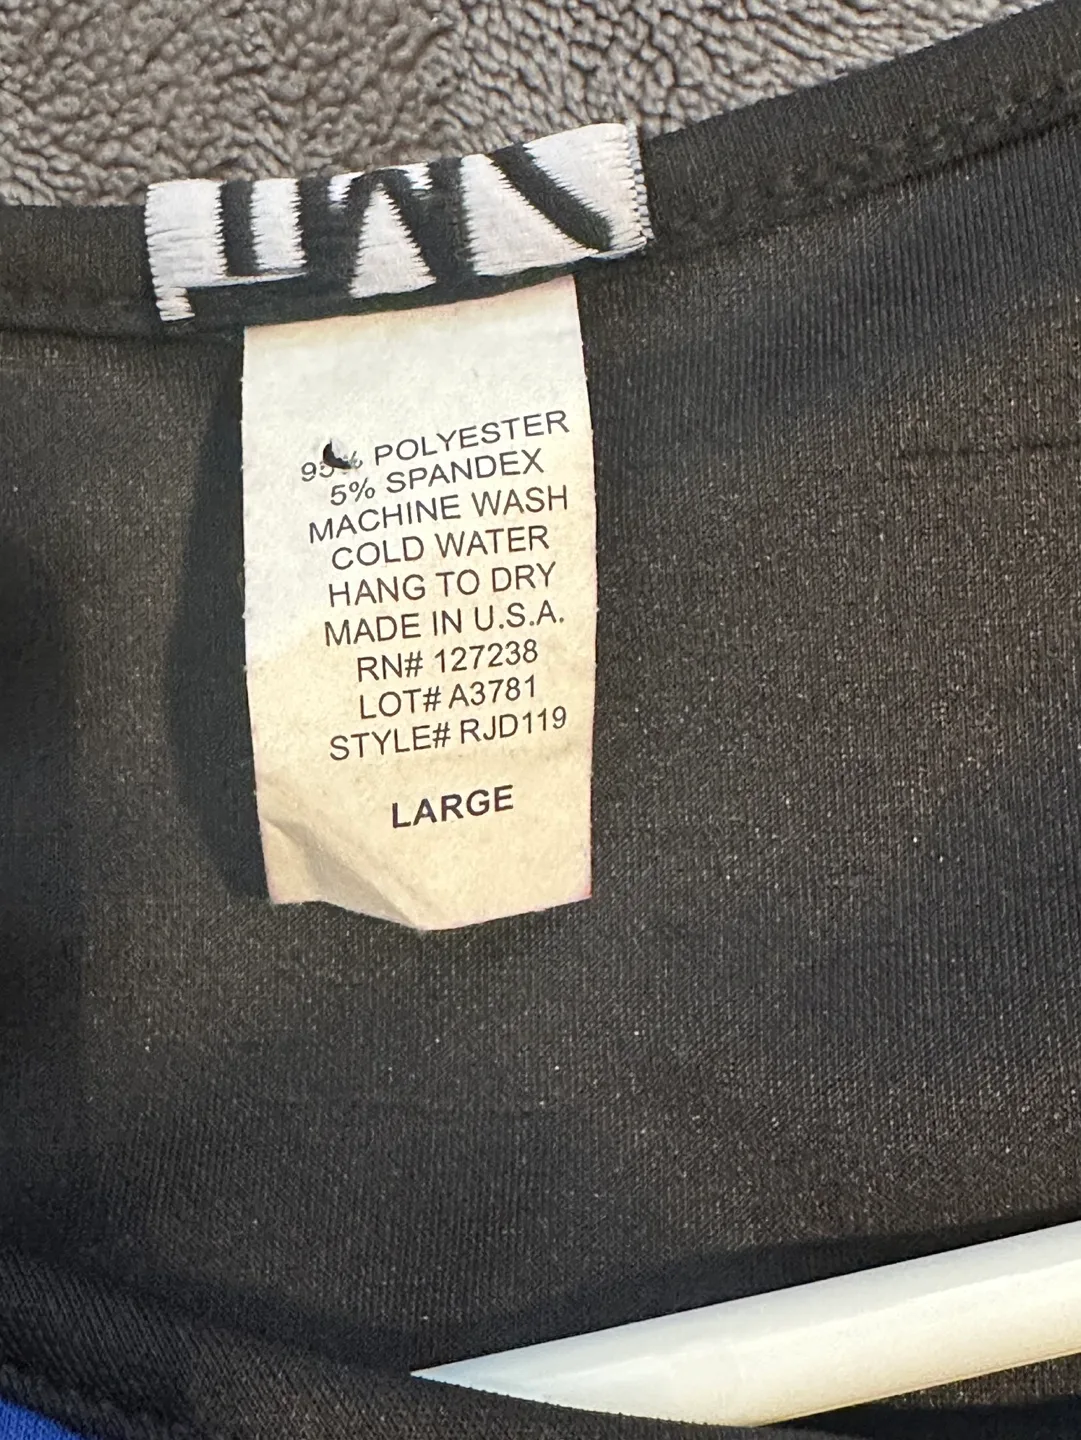 95% POLYESTER
5% SPANDEX
MACHINE WASH
COLD WATER
HANG TO DRY
MADE IN U.S.A.
RN# 127238
LOT# A3781
STYLE# RJD119
LARGE